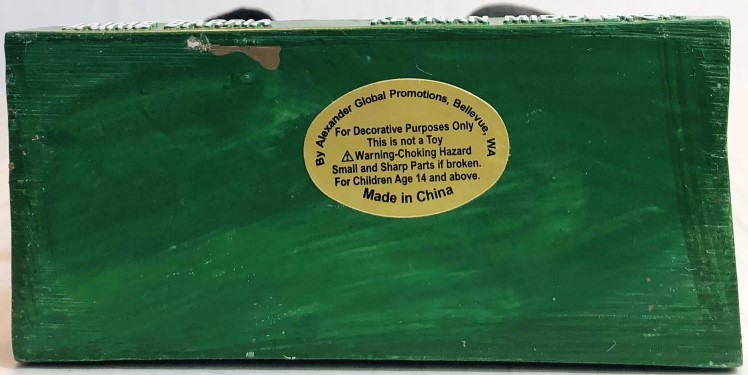 By Alexander Global Promotions, Bellevue, WA
For Decorative Purposes Only
This is not a Toy
⚠Warning-Choking Hazard
Small and Sharp Parts if broken.
For Children Age 14 and above.
Made in China